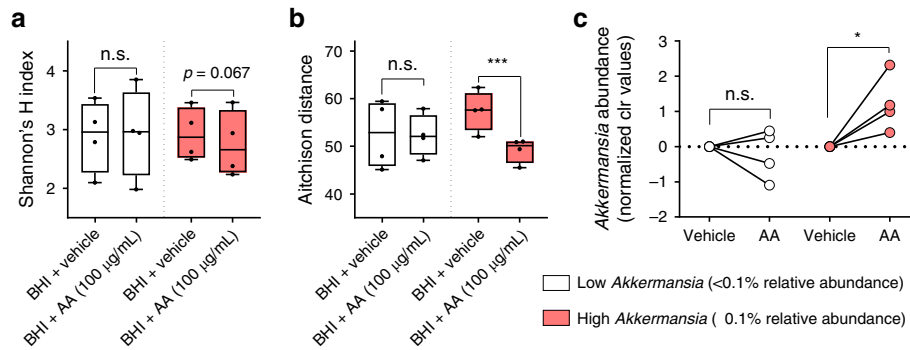 a
Shannon's H index
4
3
2
n.s.
p = 0.067
BHI + vehicle
BHI + AA (100 μg/mL)
BHI + vehicle
BHI + AA (100 μg/mL)
b
Aitchison distance
70
60
50
40
n.s.
***
BHI + vehicle
BHI + AA (100 μg/mL)
BHI + vehicle
BHI + AA (100 μg/mL)
c
Akkermansia abundance
(normalized clr values)
3
2
1
0
−1
−2
n.s.
*
Vehicle
AA
Vehicle
AA
Low Akkermansia (<0.1% relative abundance)
High Akkermansia ( 0.1% relative abundance)